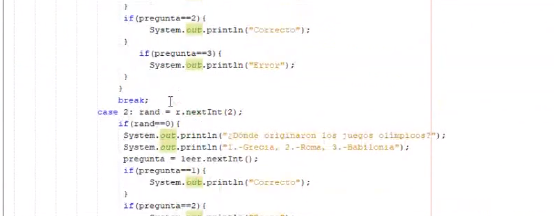 }
if(pregunta==2){
System.out.println("Correcto");
}
if(pregunta==3){
System.out.println("Error");
}
}
break;
case 2: rand = r.nextInt(2);
if(rand==0){
System.out.println("¿Donde originaron los juegos olimpicos?");
System.out.println("1.-Grecia, 2.-Roma, 3.-Babilonia");
pregunta = leer.nextInt();
if(pregunta==1){
System.out.println("Correcto");
}
if(pregunta==2){